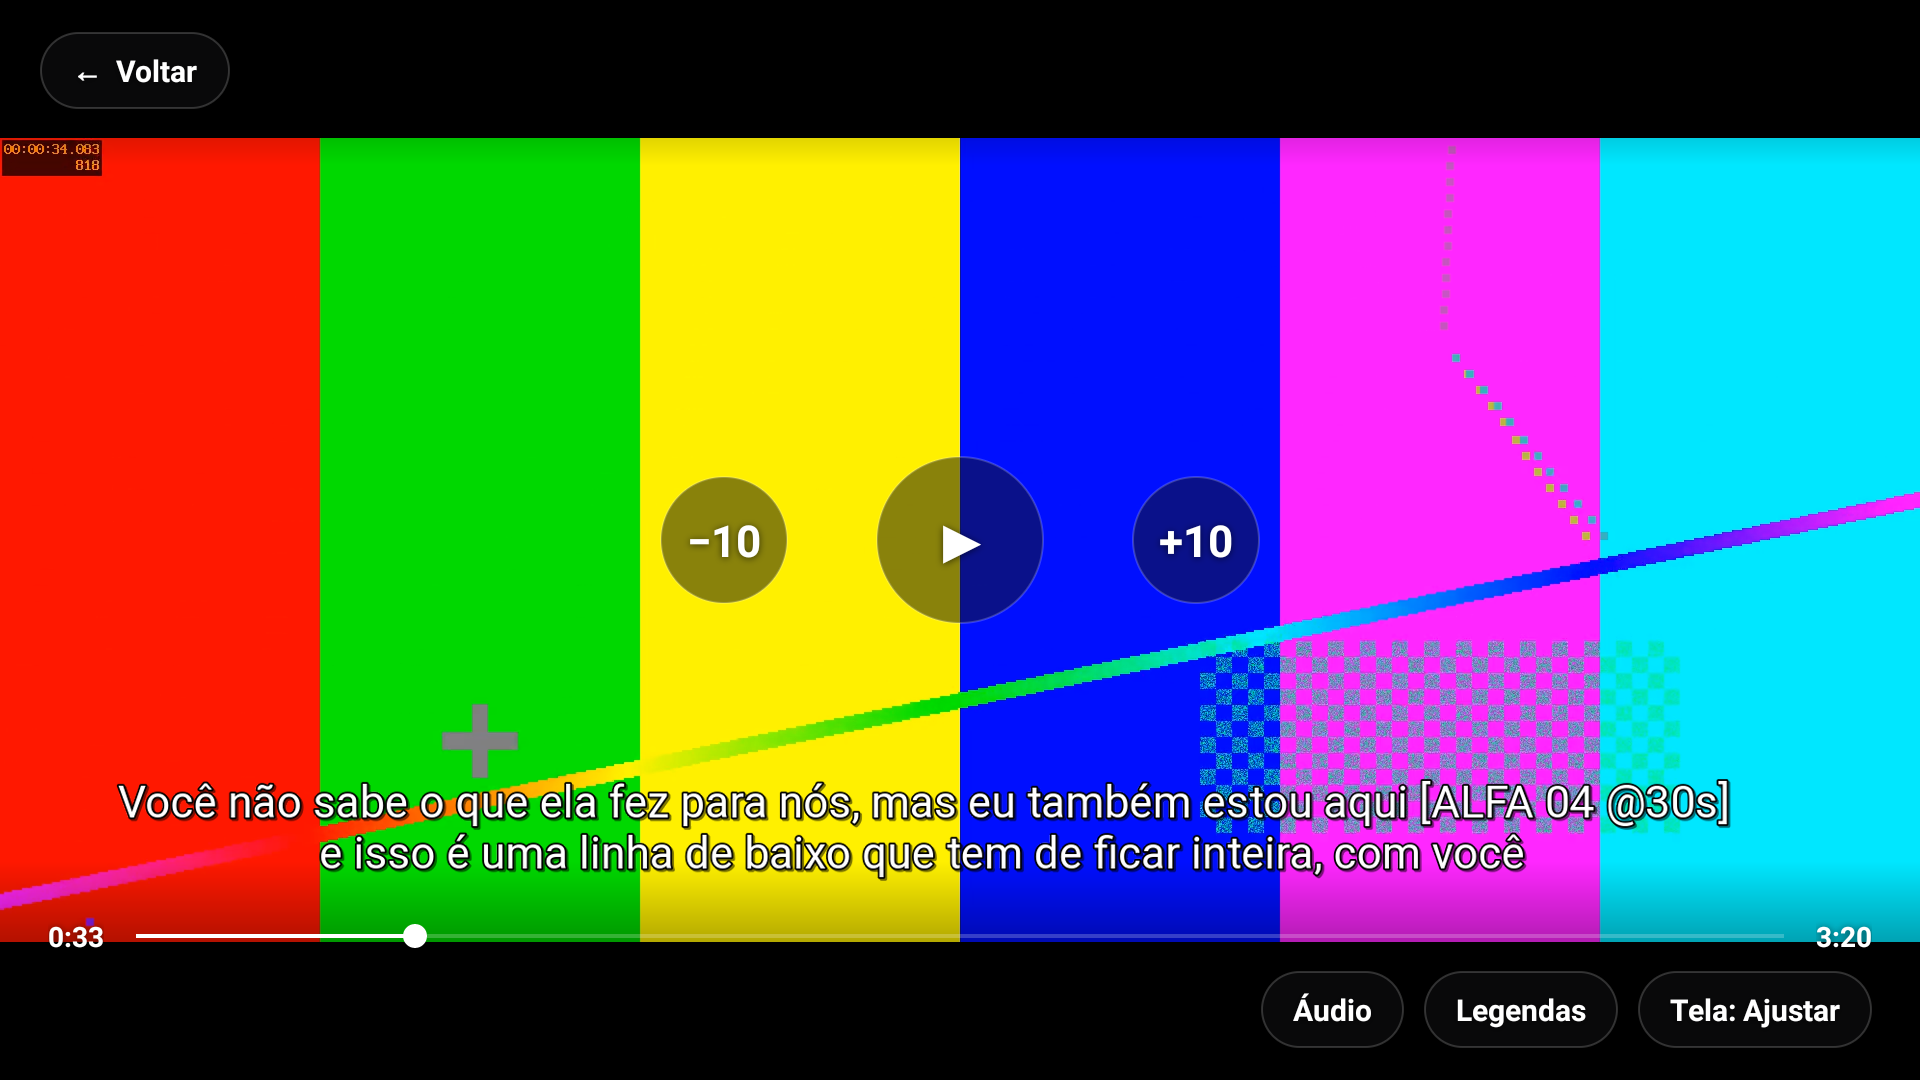 ← Voltar
00:00:34.083
818
−10
+10
Você não sabe o que ela fez para nós, mas eu também estou aqui [ALFA 04 @30s]
e isso é uma linha de baixo que tem de ficar inteira, com você
0:33
3:20
Áudio
Legendas
Tela: Ajustar